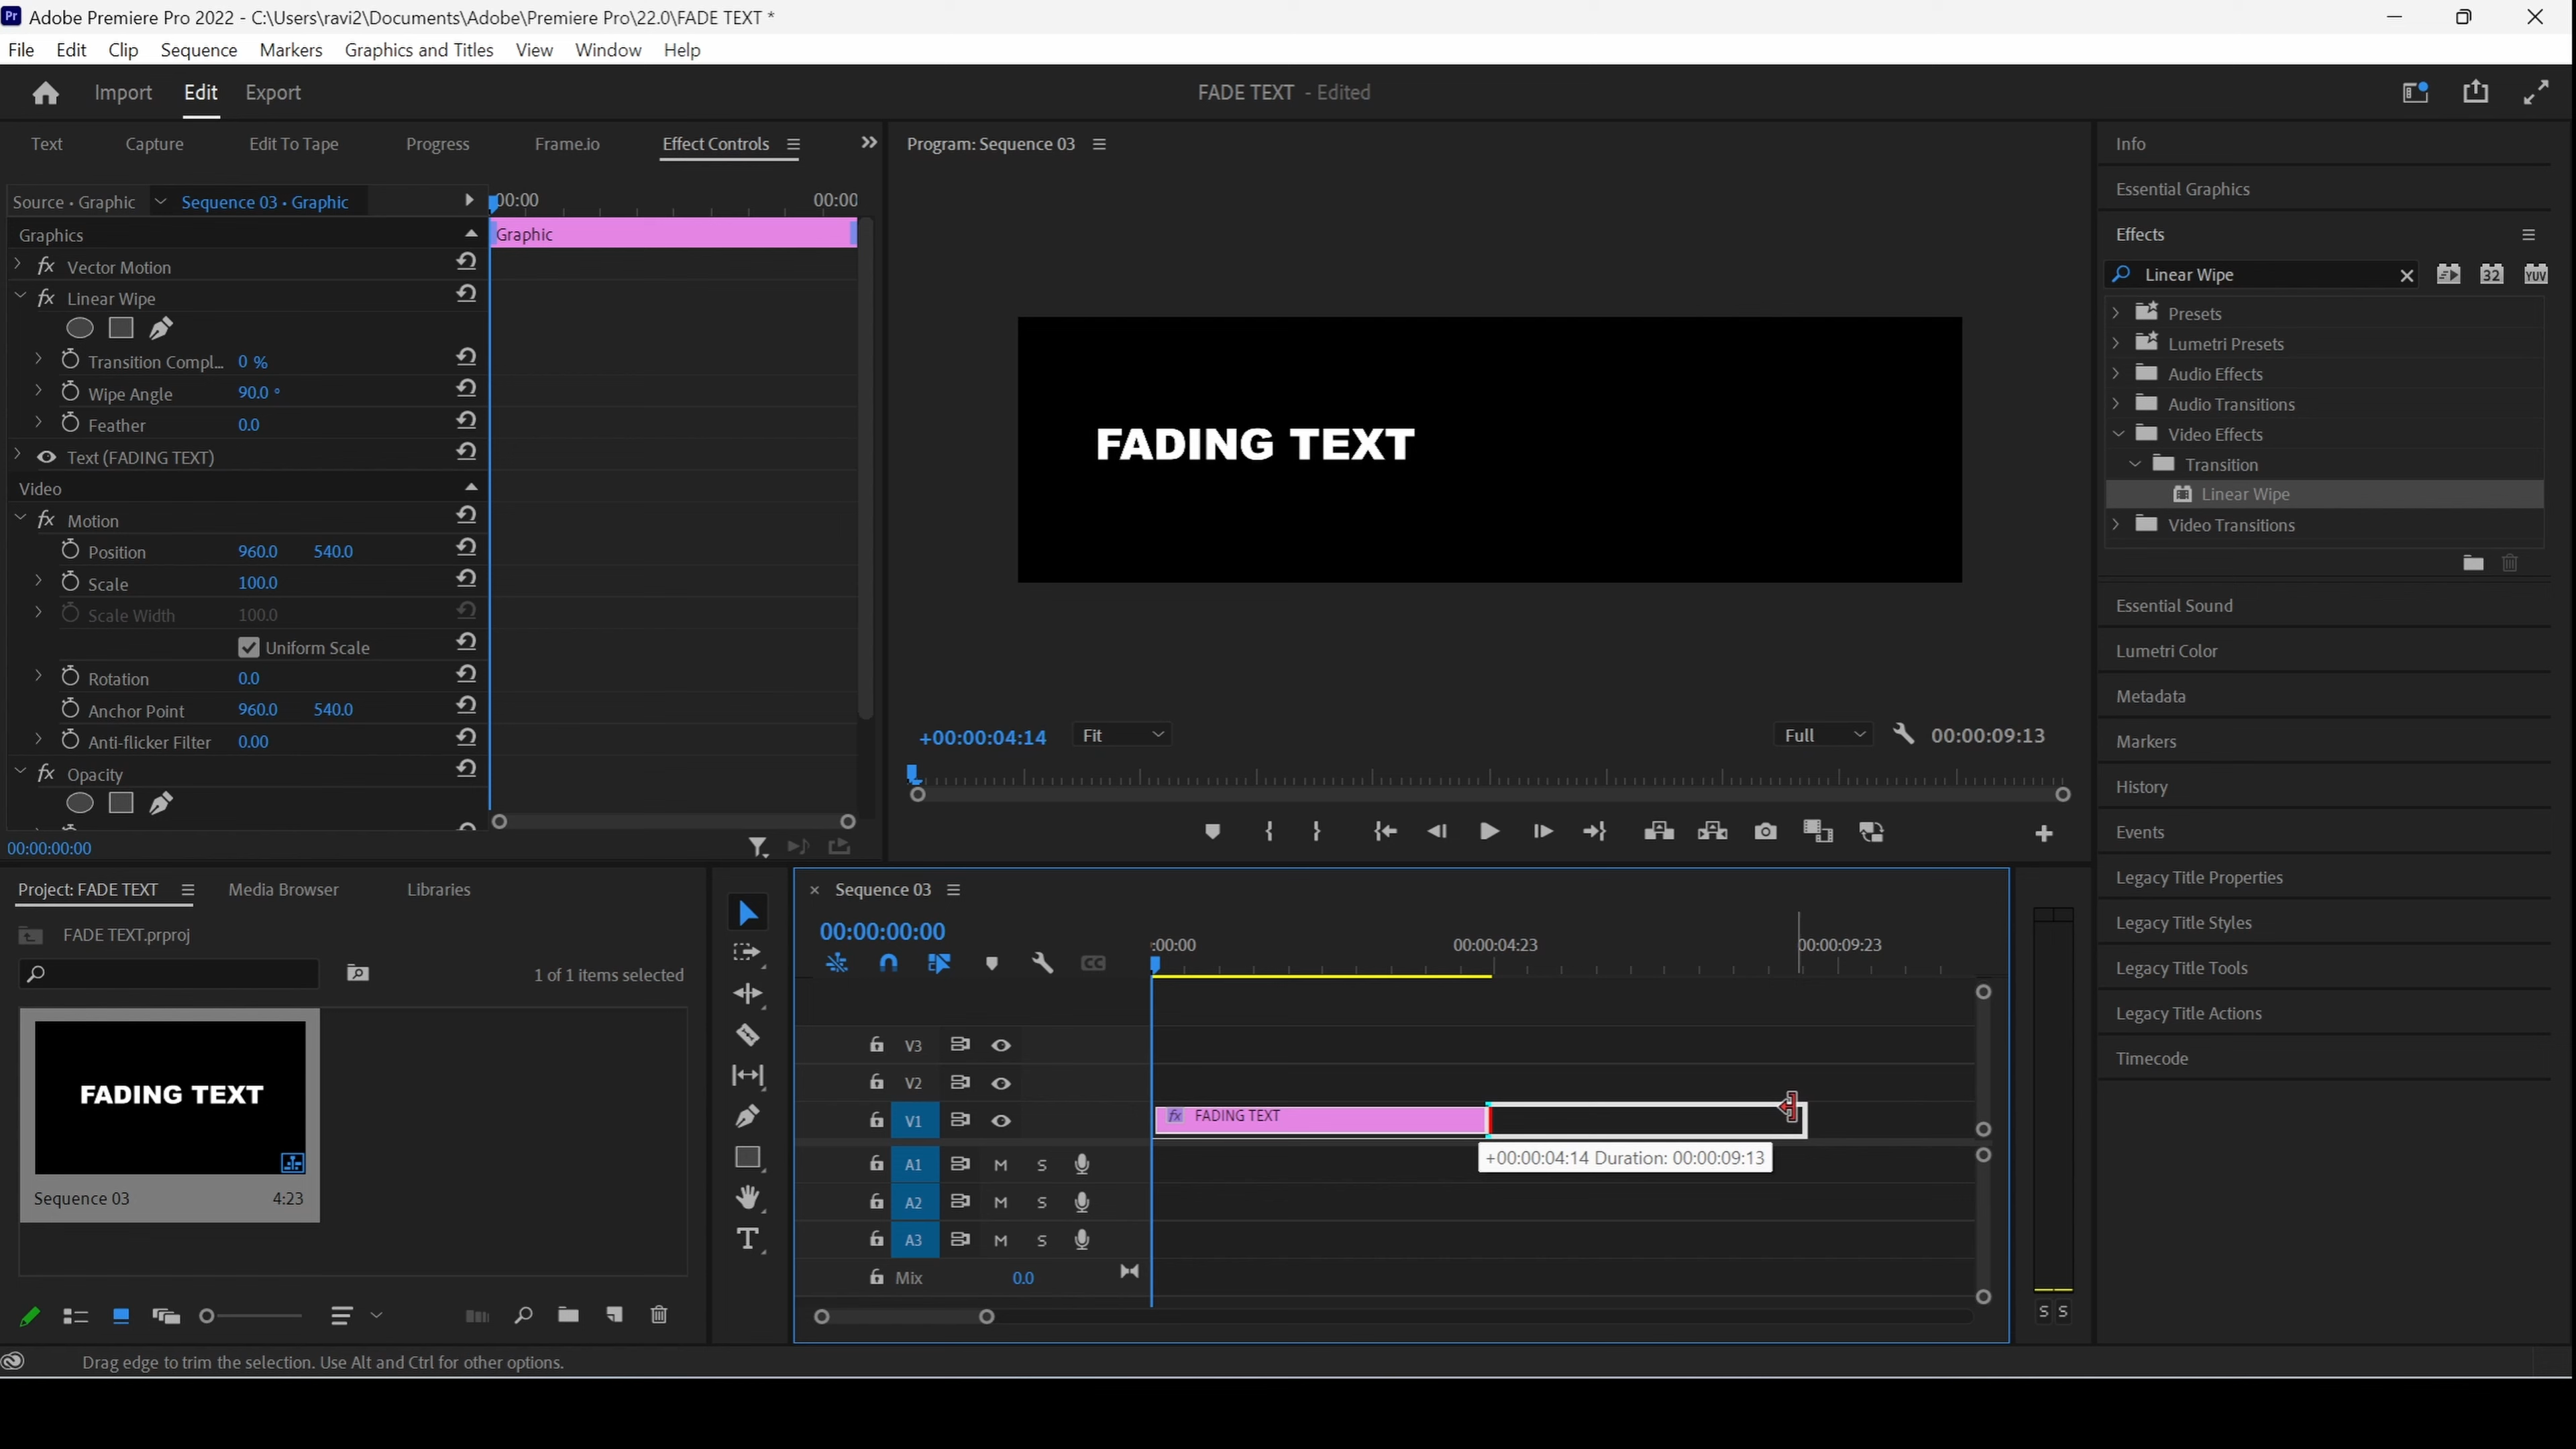 Pr Adobe Premiere Pro 2022 - C:\Users\ravi2\Documents\Adobe\Premiere Pro\22.0\FADE TEXT *
File Edit Clip Sequence Markers Graphics and Titles View Window Help
Import Edit Export
FADE TEXT - Edited
Text Capture Edit To Tape Progress Frame.io Effect Controls
Source • Graphic Sequence 03 • Graphic
:00:00 00:00
Graphics
Graphic
fx Vector Motion
fx Linear Wipe
Transition Compl... 0 %
Wipe Angle 90.0 °
Feather 0.0
Text (FADING TEXT)
Video
fx Motion
Position 960.0 540.0
Scale 100.0
Scale Width 100.0
Uniform Scale
Rotation 0.0
Anchor Point 960.0 540.0
Anti-flicker Filter 0.00
fx Opacity
00:00:00:00
Program: Sequence 03
FADING TEXT
+00:00:04:14 Fit Full 00:00:09:13
Info
Essential Graphics
Effects
Linear Wipe
32 YUV
Presets
Lumetri Presets
Audio Effects
Audio Transitions
Video Effects
Transition
Linear Wipe
Video Transitions
Essential Sound
Lumetri Color
Metadata
Markers
History
Events
Legacy Title Properties
Legacy Title Styles
Legacy Title Tools
Legacy Title Actions
Timecode
Project: FADE TEXT Media Browser Libraries
FADE TEXT.prproj
1 of 1 items selected
FADING TEXT
Sequence 03 4:23
Sequence 03
00:00:00:00
:00:00 00:00:04:23 00:00:09:23
CC
V3
V2
V1
fx FADING TEXT
+00:00:04:14 Duration: 00:00:09:13
A1 M S
A2 M S
A3 M S
Mix 0.0
T
S S
Drag edge to trim the selection. Use Alt and Ctrl for other options.